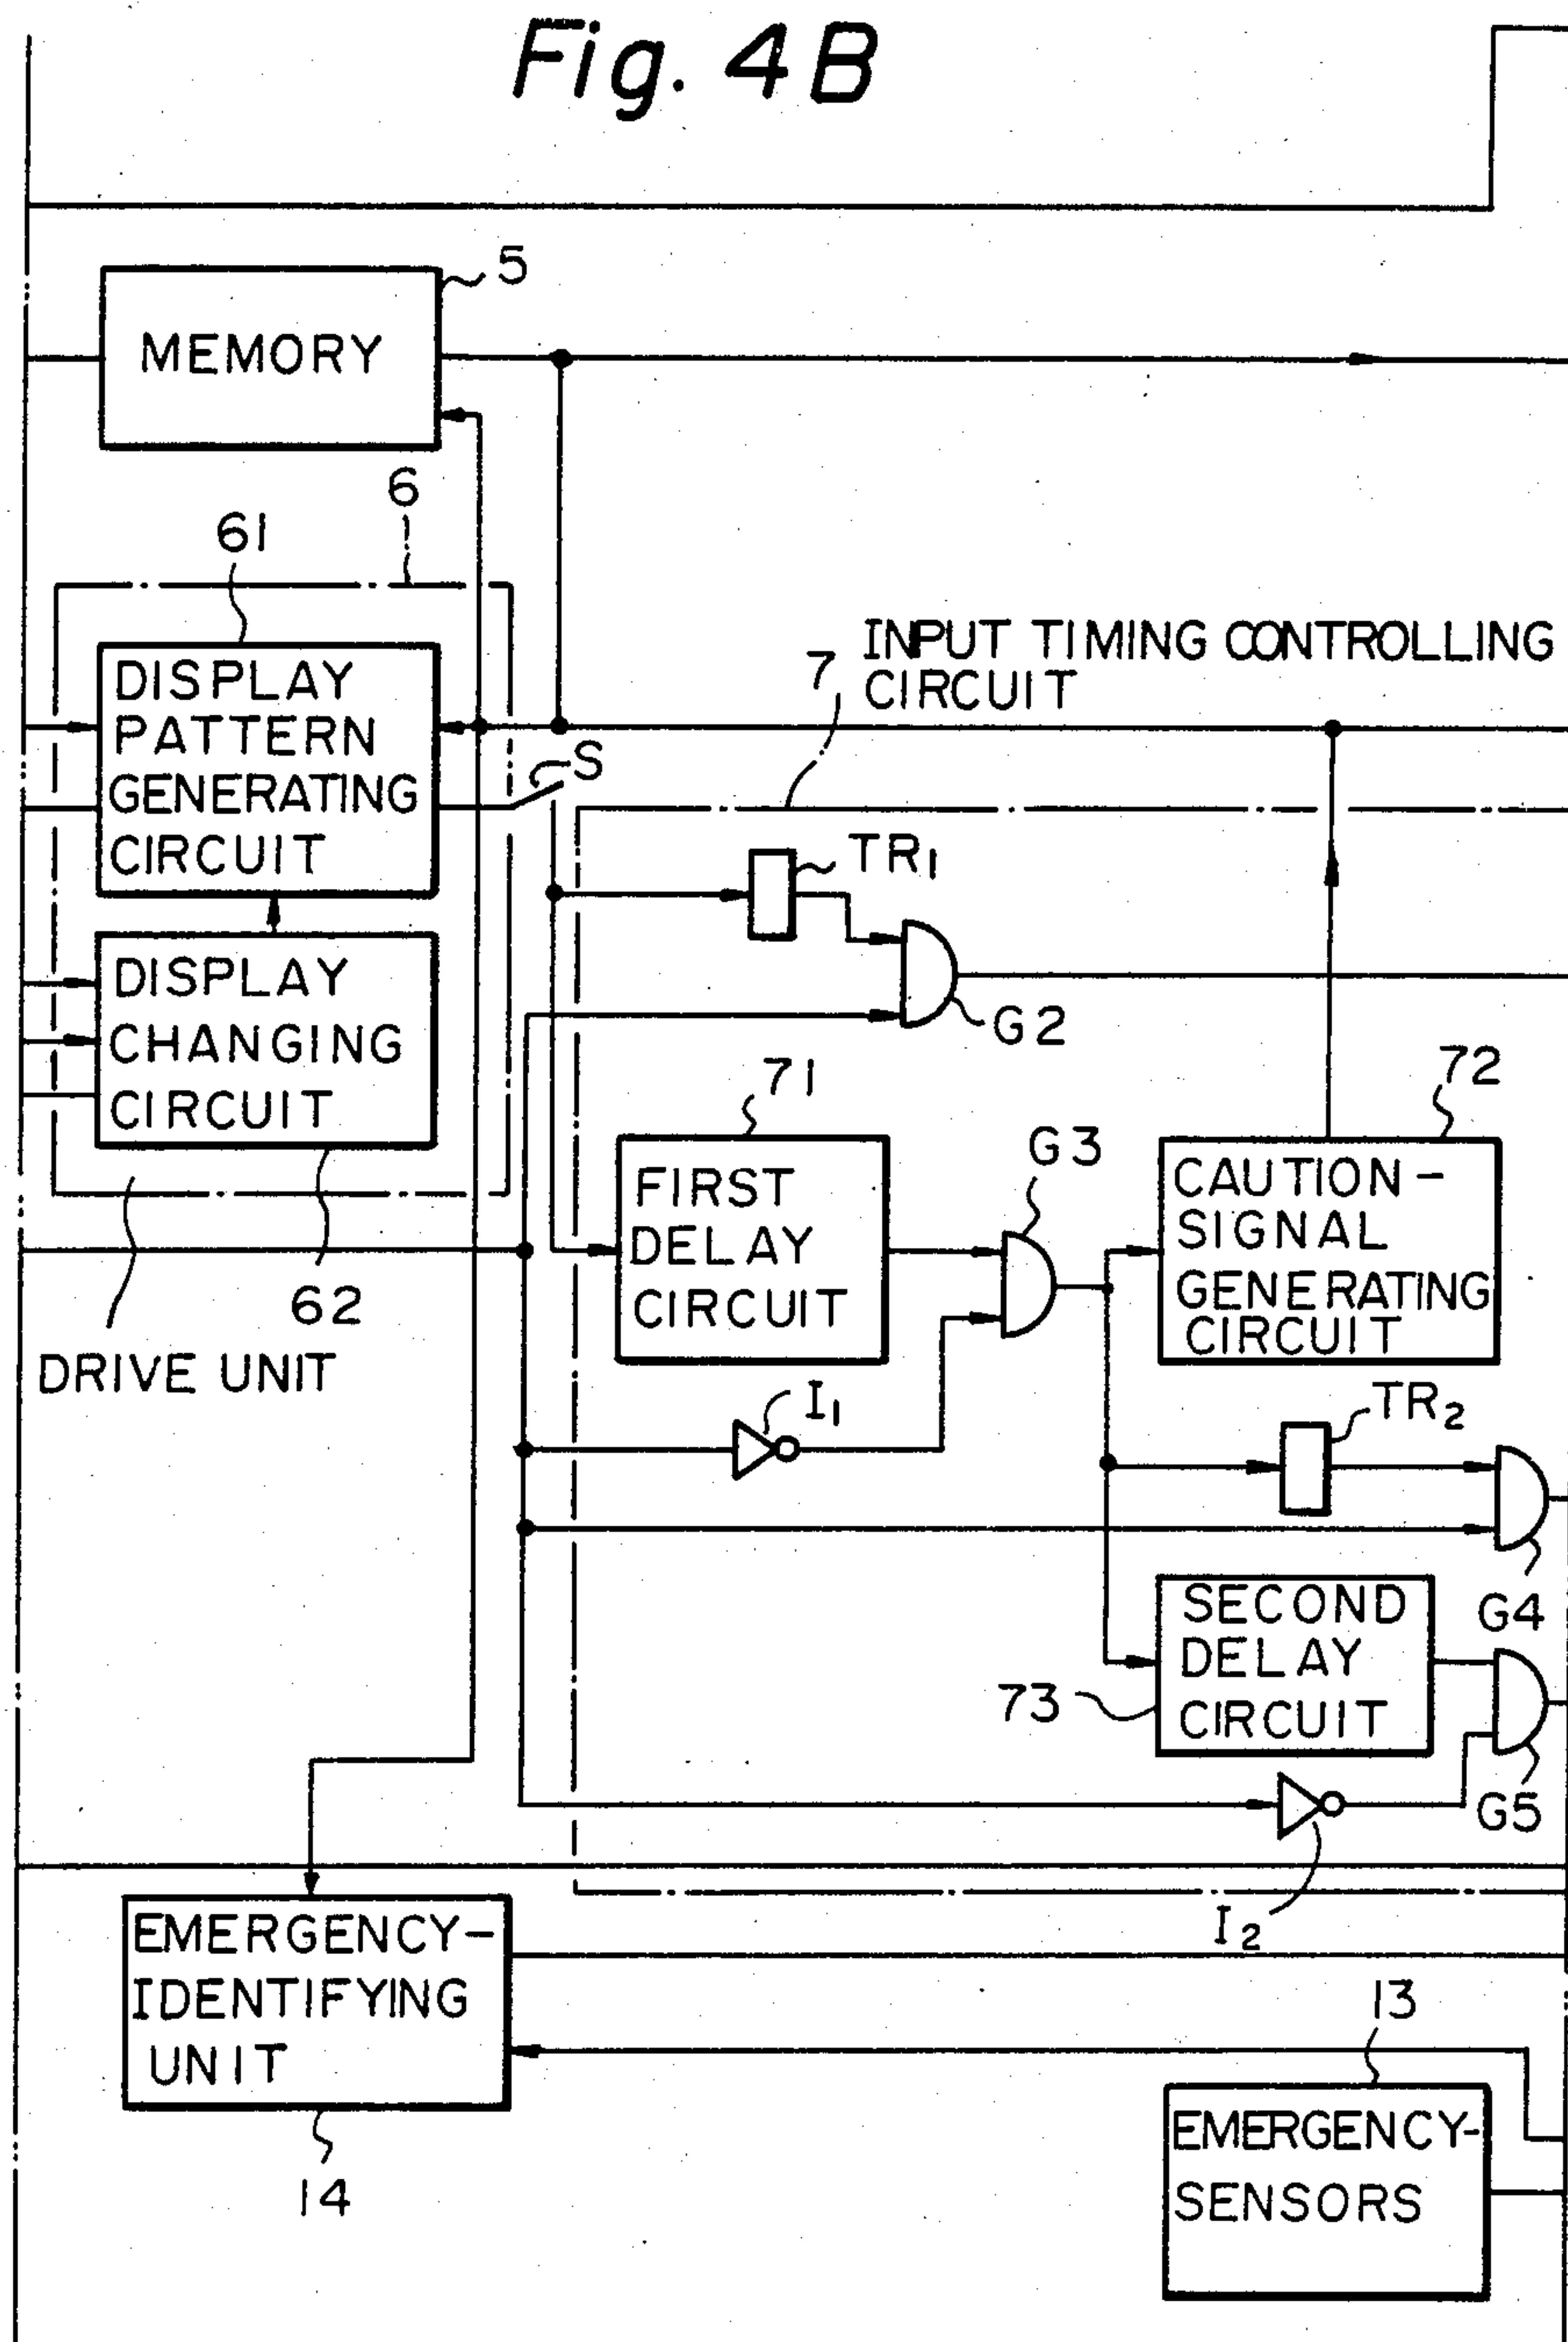 Fig. 4B
5
MEMORY
6
61
DISPLAY
PATTERN
GENERATING
CIRCUIT
S
7
INPUT TIMING CONTROLLING
CIRCUIT
TR1
G2
DISPLAY
CHANGING
CIRCUIT
62
DRIVE UNIT
71
FIRST
DELAY
CIRCUIT
G3
72
CAUTION-
SIGNAL
GENERATING
CIRCUIT
I1
TR2
G4
SECOND
DELAY
CIRCUIT
73
G5
I2
EMERGENCY-
IDENTIFYING
UNIT
14
13
EMERGENCY-
SENSORS